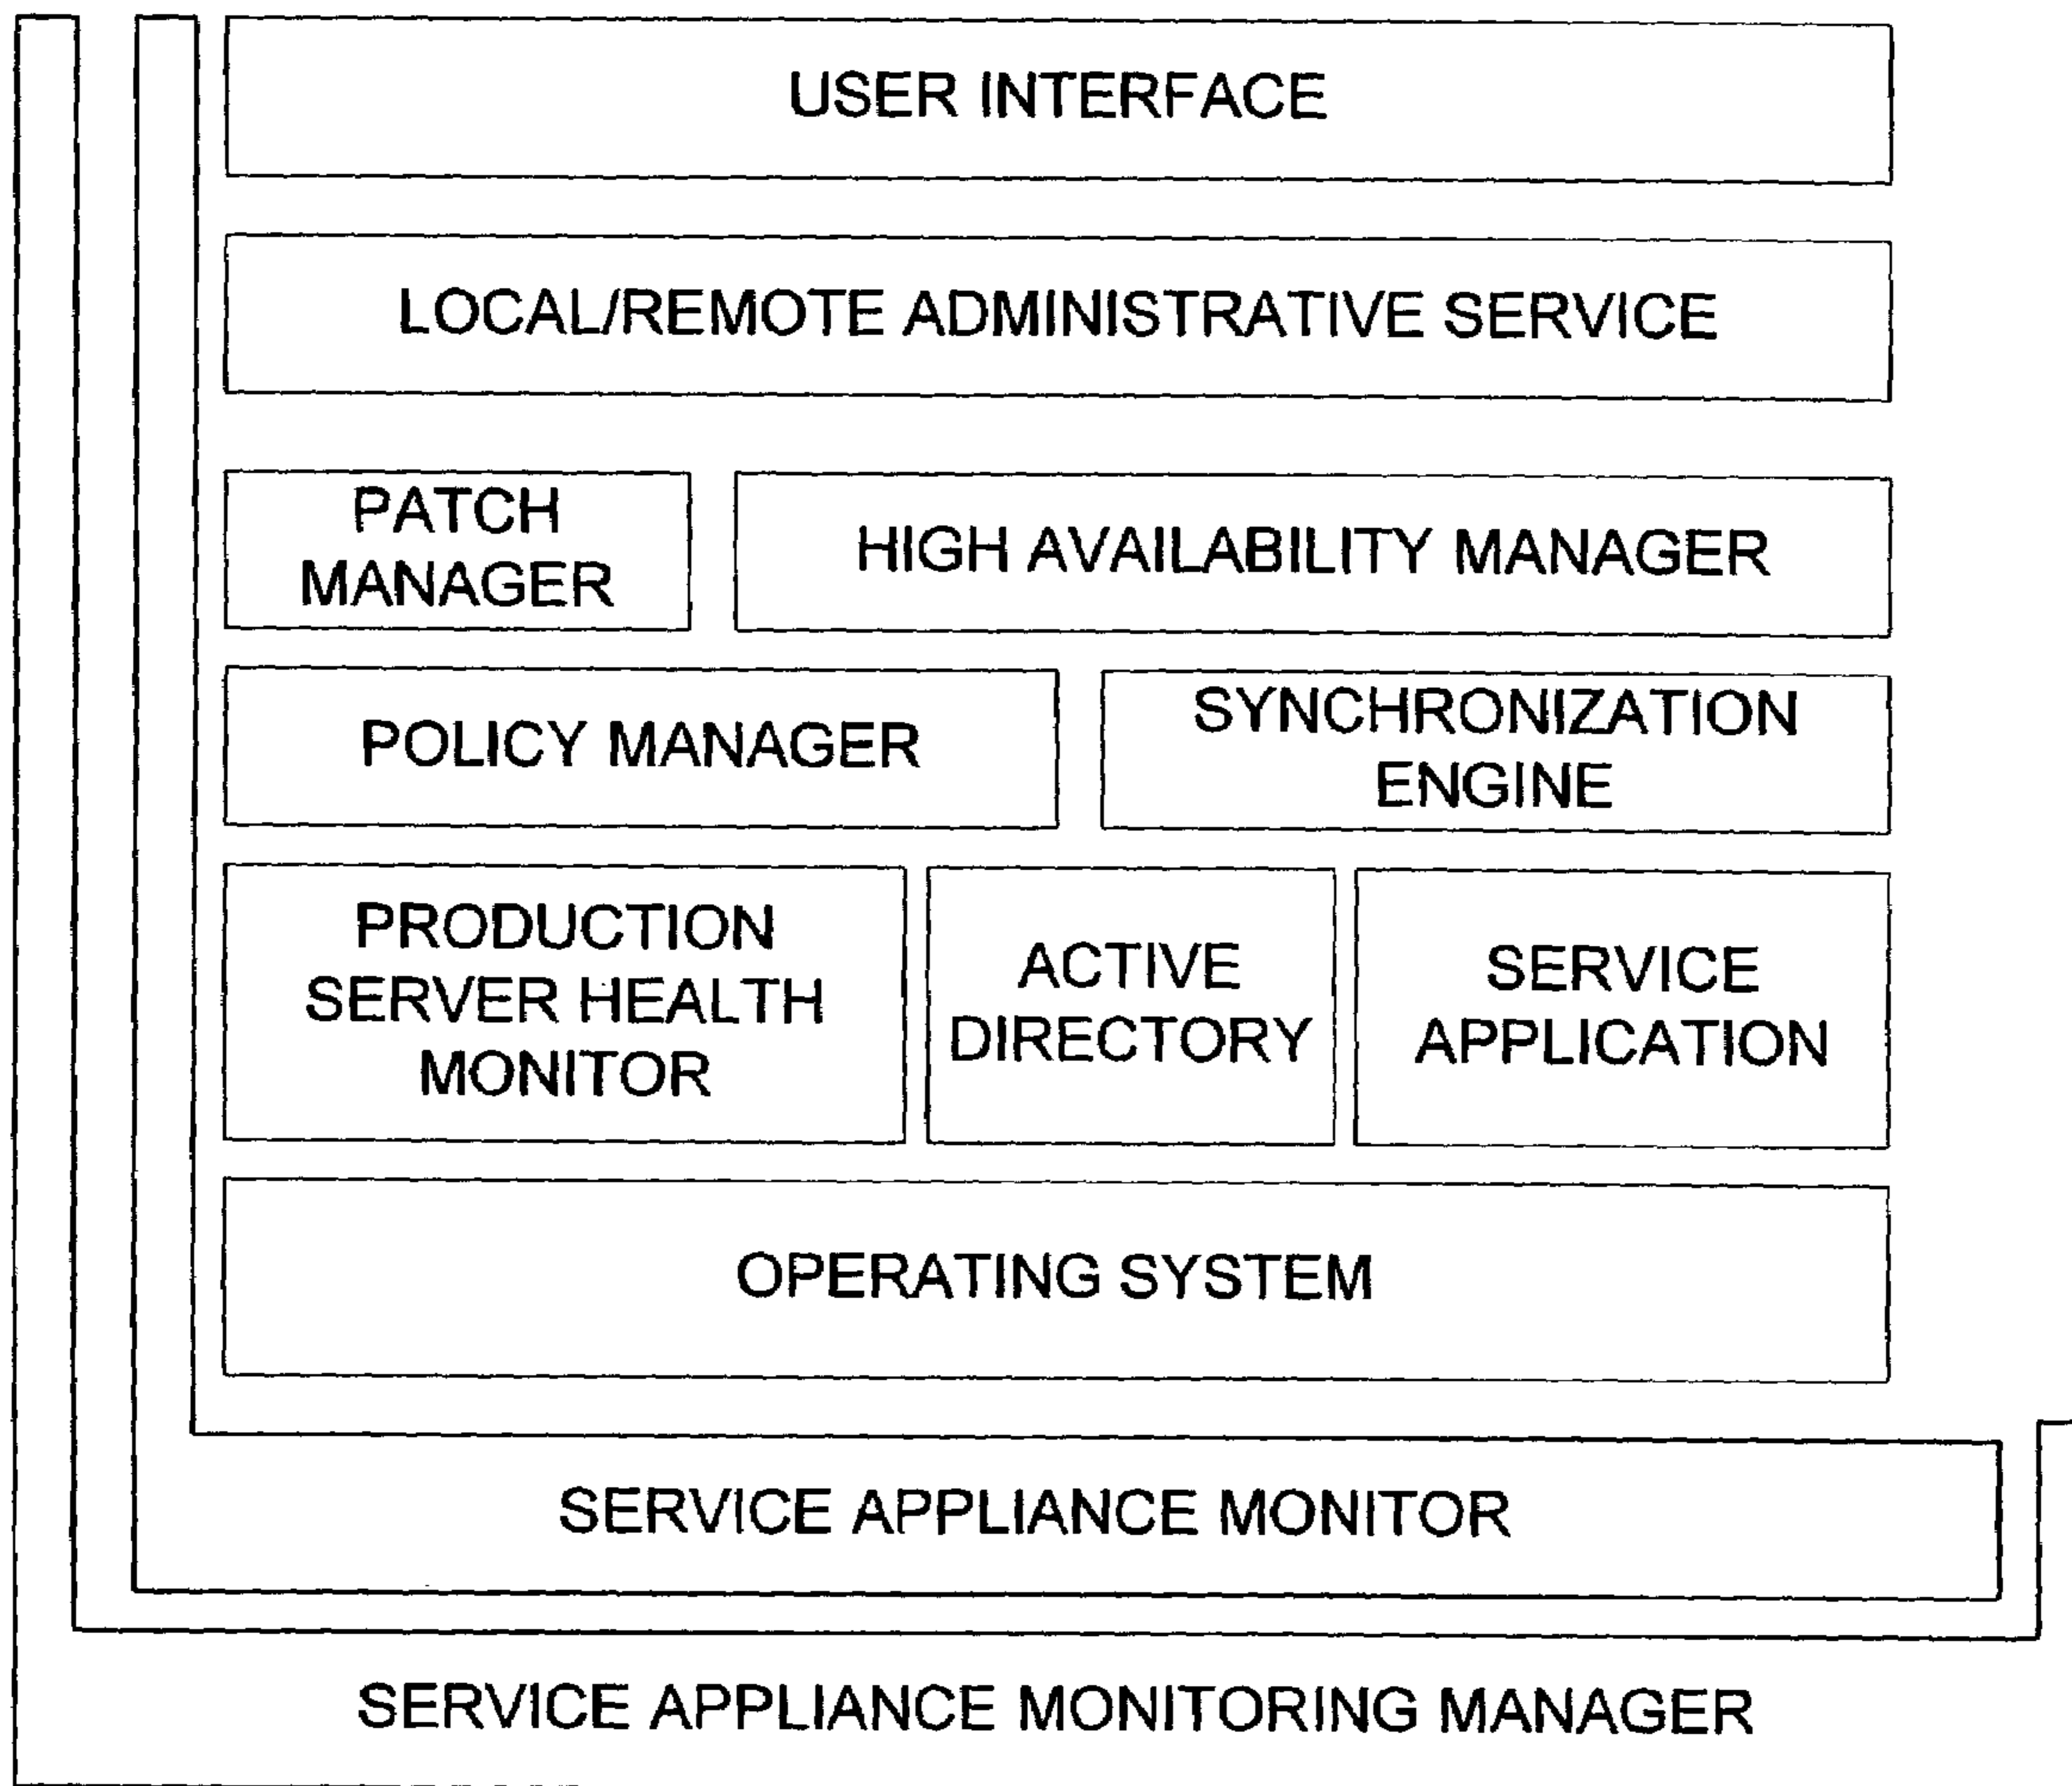 USER INTERFACE
LOCAL/REMOTE ADMINISTRATIVE SERVICE
PATCH
MANAGER
HIGH AVAILABILITY MANAGER
POLICY MANAGER
SYNCHRONIZATION
ENGINE
PRODUCTION
SERVER HEALTH
MONITOR
ACTIVE
DIRECTORY
SERVICE
APPLICATION
OPERATING SYSTEM
SERVICE APPLIANCE MONITOR
SERVICE APPLIANCE MONITORING MANAGER